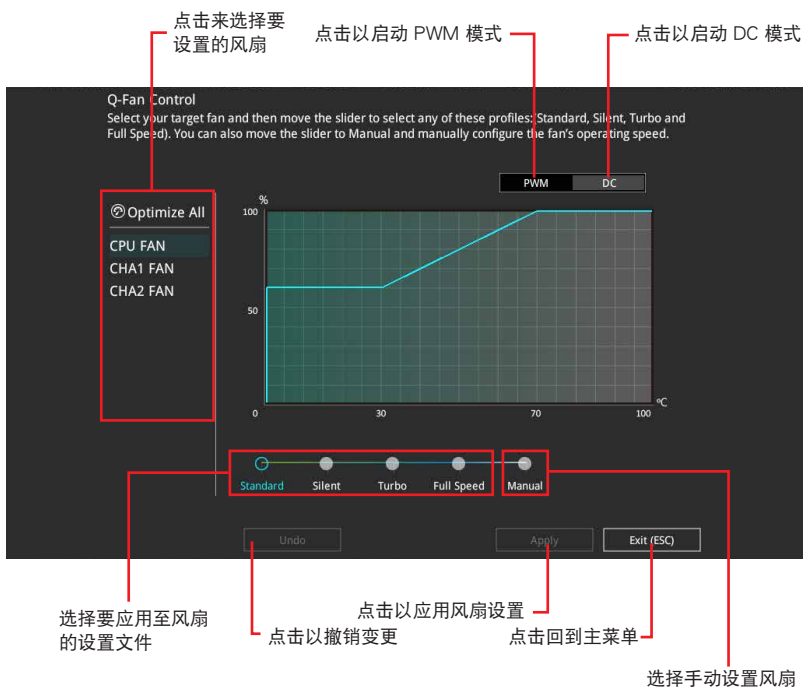 点击来选择要
设置的风扇
点击以启动 PWM 模式
点击以启动 DC 模式
Q-Fan Control
Select your target fan and then move the slider to select any of these profiles:(Standard, Silent, Turbo and
Full Speed). You can also move the slider to Manual and manually configure the fan's operating speed.
PWM
DC
Optimize All
CPU FAN
CHA1 FAN
CHA2 FAN
%
100
50
0
30
70
100
ºC
Standard
Silent
Turbo
Full Speed
Manual
Undo
Apply
Exit (ESC)
选择要应用至风扇
的设置文件
点击以撤销变更
点击以应用风扇设置
点击回到主菜单
选择手动设置风扇